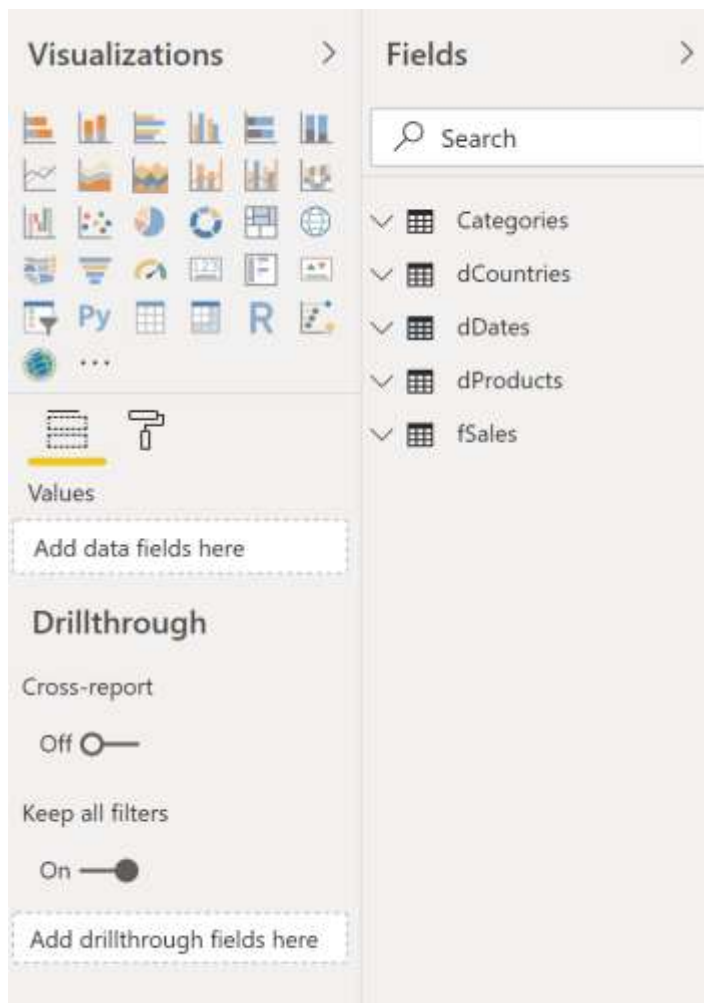 Visualizations
Fields
Search
123
Py
R
...
Categories
dCountries
dDates
dProducts
fSales
Values
Add data fields here
Drillthrough
Cross-report
Off
Keep all filters
On
Add drillthrough fields here